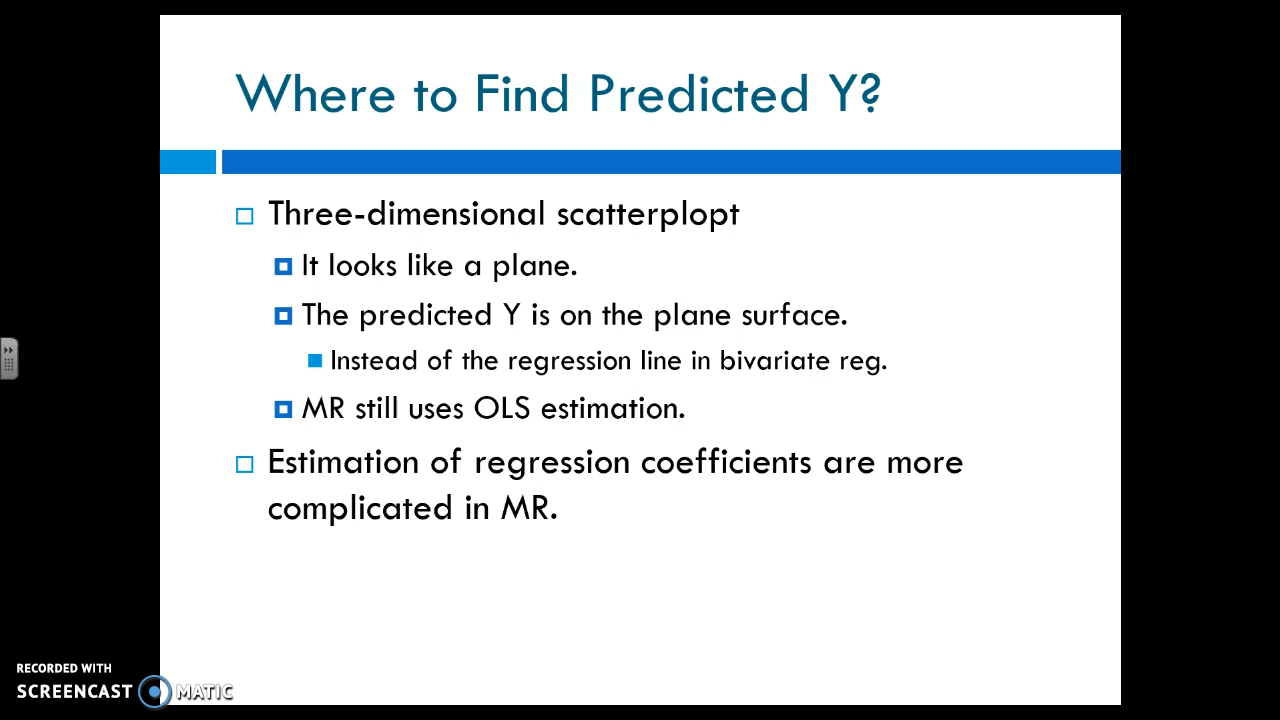 Where to Find Predicted Y?
Three-dimensional scatterplopt
It looks like a plane.
The predicted Y is on the plane surface.
Instead of the regression line in bivariate reg.
MR still uses OLS estimation.
Estimation of regression coefficients are more
complicated in MR.
RECORDED WITH
SCREENCAST MATIC